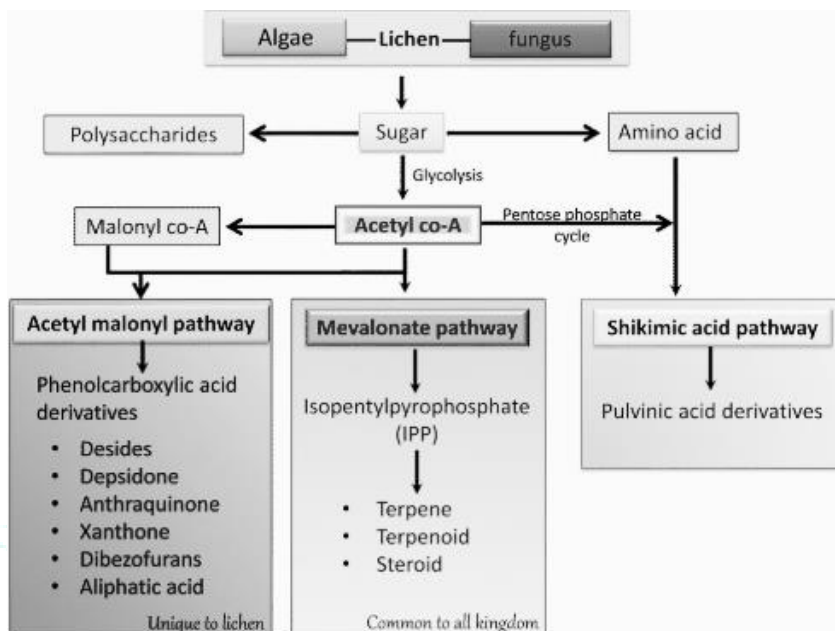 Algae Lichen fungus
Polysaccharides Sugar Amino acid
Glycolysis
Malonyl co-A Acetyl co-A Pentose phosphate
cycle
Acetyl malonyl pathway
Phenolcarboxylic acid
derivatives
• Desides
• Depsidone
• Anthraquinone
• Xanthone
• Dibezofurans
• Aliphatic acid
Unique to lichen
Mevalonate pathway
Isopentylpyrophosphate
(IPP)
• Terpene
• Terpenoid
• Steroid
Common to all kingdom
Shikimic acid pathway
Pulvinic acid derivatives